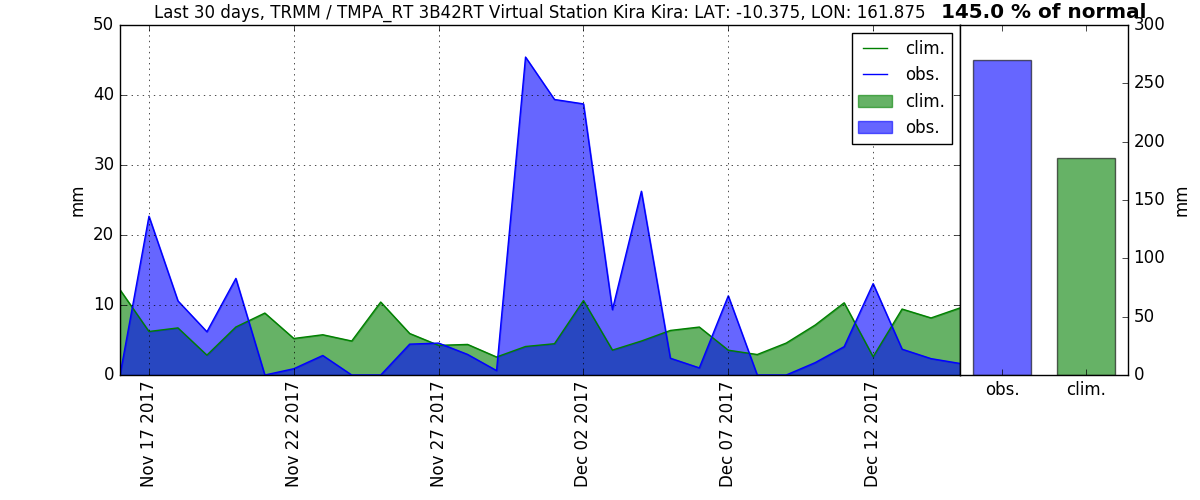 Last 30 days, TRMM / TMPA_RT 3B42RT Virtual Station Kira Kira: LAT: -10.375, LON: 161.875
145.0 % of normal
50
40
30
20
10
0
mm
clim.
obs.
clim.
obs.
Nov 17 2017
Nov 22 2017
Nov 27 2017
Dec 02 2017
Dec 07 2017
Dec 12 2017
300
250
200
150
100
50
0
mm
obs.
clim.